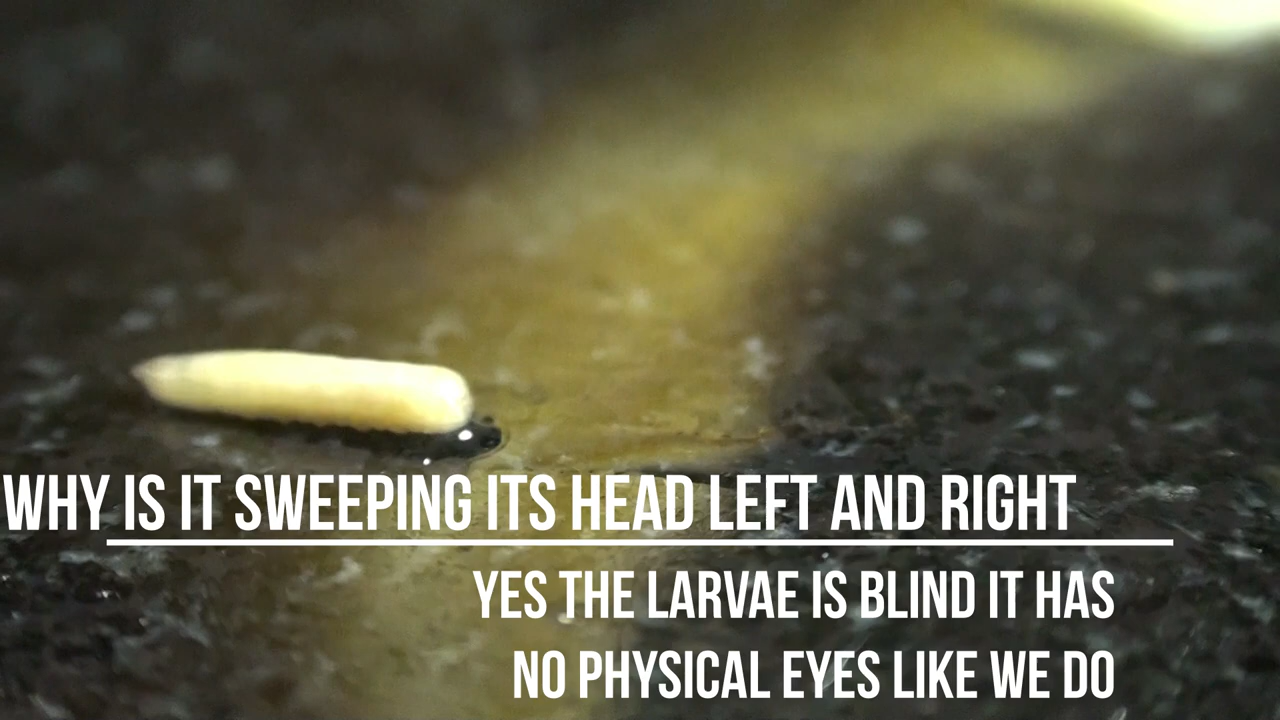 WHY IS IT SWEEPING ITS HEAD LEFT AND RIGHT
YES THE LARVAE IS BLIND IT HAS
NO PHYSICAL EYES LIKE WE DO